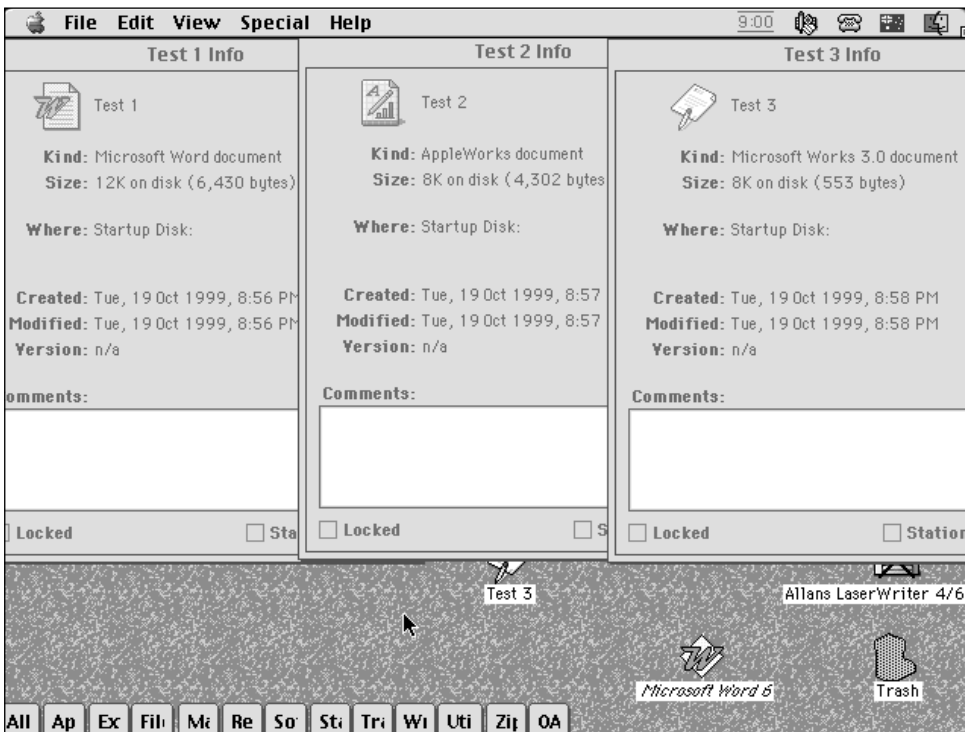 File Edit View Special Help 9:00
Test 1 Info
Test 1
Kind: Microsoft Word document
Size: 12K on disk (6,430 bytes)
Where: Startup Disk:
Created: Tue, 19 Oct 1999, 8:56 PM
Modified: Tue, 19 Oct 1999, 8:56 PM
Version: n/a
omments:
Locked Sta
Test 2 Info
Test 2
Kind: AppleWorks document
Size: 8K on disk (4,302 bytes
Where: Startup Disk:
Created: Tue, 19 Oct 1999, 8:57
Modified: Tue, 19 Oct 1999, 8:57
Version: n/a
Comments:
Locked S
Test 3 Info
Test 3
Kind: Microsoft Works 3.0 document
Size: 8K on disk (553 bytes)
Where: Startup Disk:
Created: Tue, 19 Oct 1999, 8:58 PM
Modified: Tue, 19 Oct 1999, 8:58 PM
Version: n/a
Comments:
Locked Station
Test 3
Allans LaserWriter 4/6
Microsoft Word 6
Trash
All Ap Ex File Ma Re So Sta Tra Wr Uti Zip OA